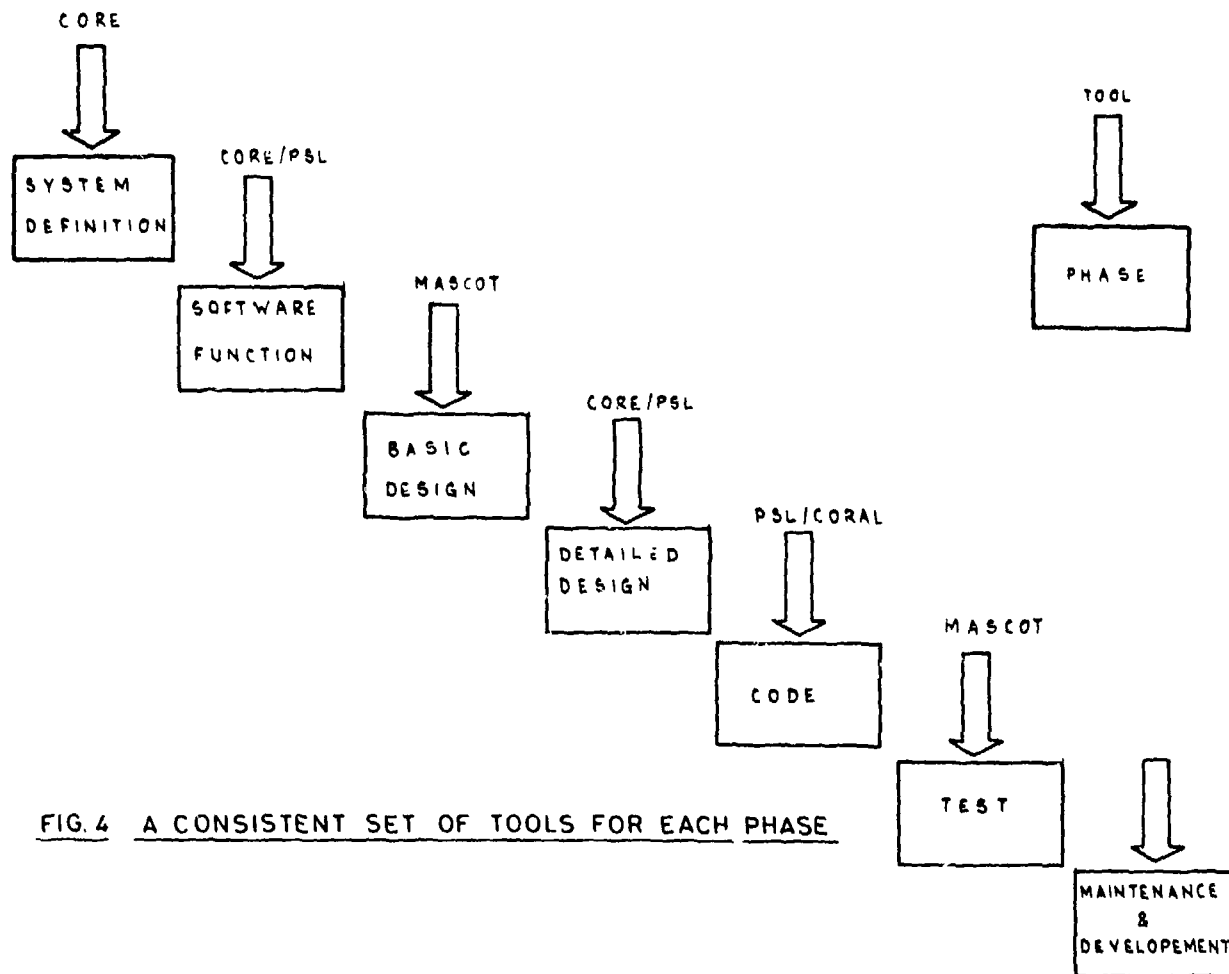 CORE
SYSTEM
DEFINITION
CORE/PSL
SOFTWARE
FUNCTION
MASCOT
BASIC
DESIGN
CORE/PSL
DETAILED
DESIGN
PSL/CORAL
CODE
MASCOT
TEST
MAINTENANCE
&
DEVELOPEMENT
TOOL
PHASE
FIG. 4 A CONSISTENT SET OF TOOLS FOR EACH PHASE